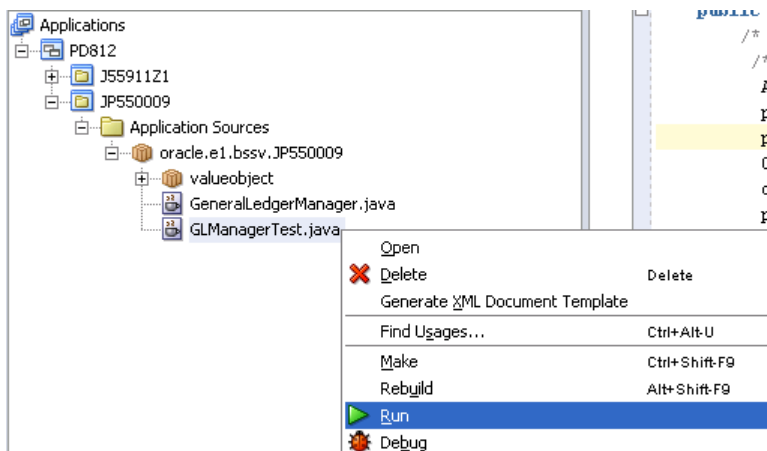 Applications
PD812
J55911Z1
JP550009
Application Sources
oracle.e1.bssv.JP550009
valueobject
GeneralLedgerManager.java
GLManagerTest.java
public
/*
/*
Open
Delete Delete
Generate XML Document Template
Find Usages... Ctrl+Alt-U
Make Ctrl+Shift-F9
Rebuild Alt+Shift-F9
Run
Debug